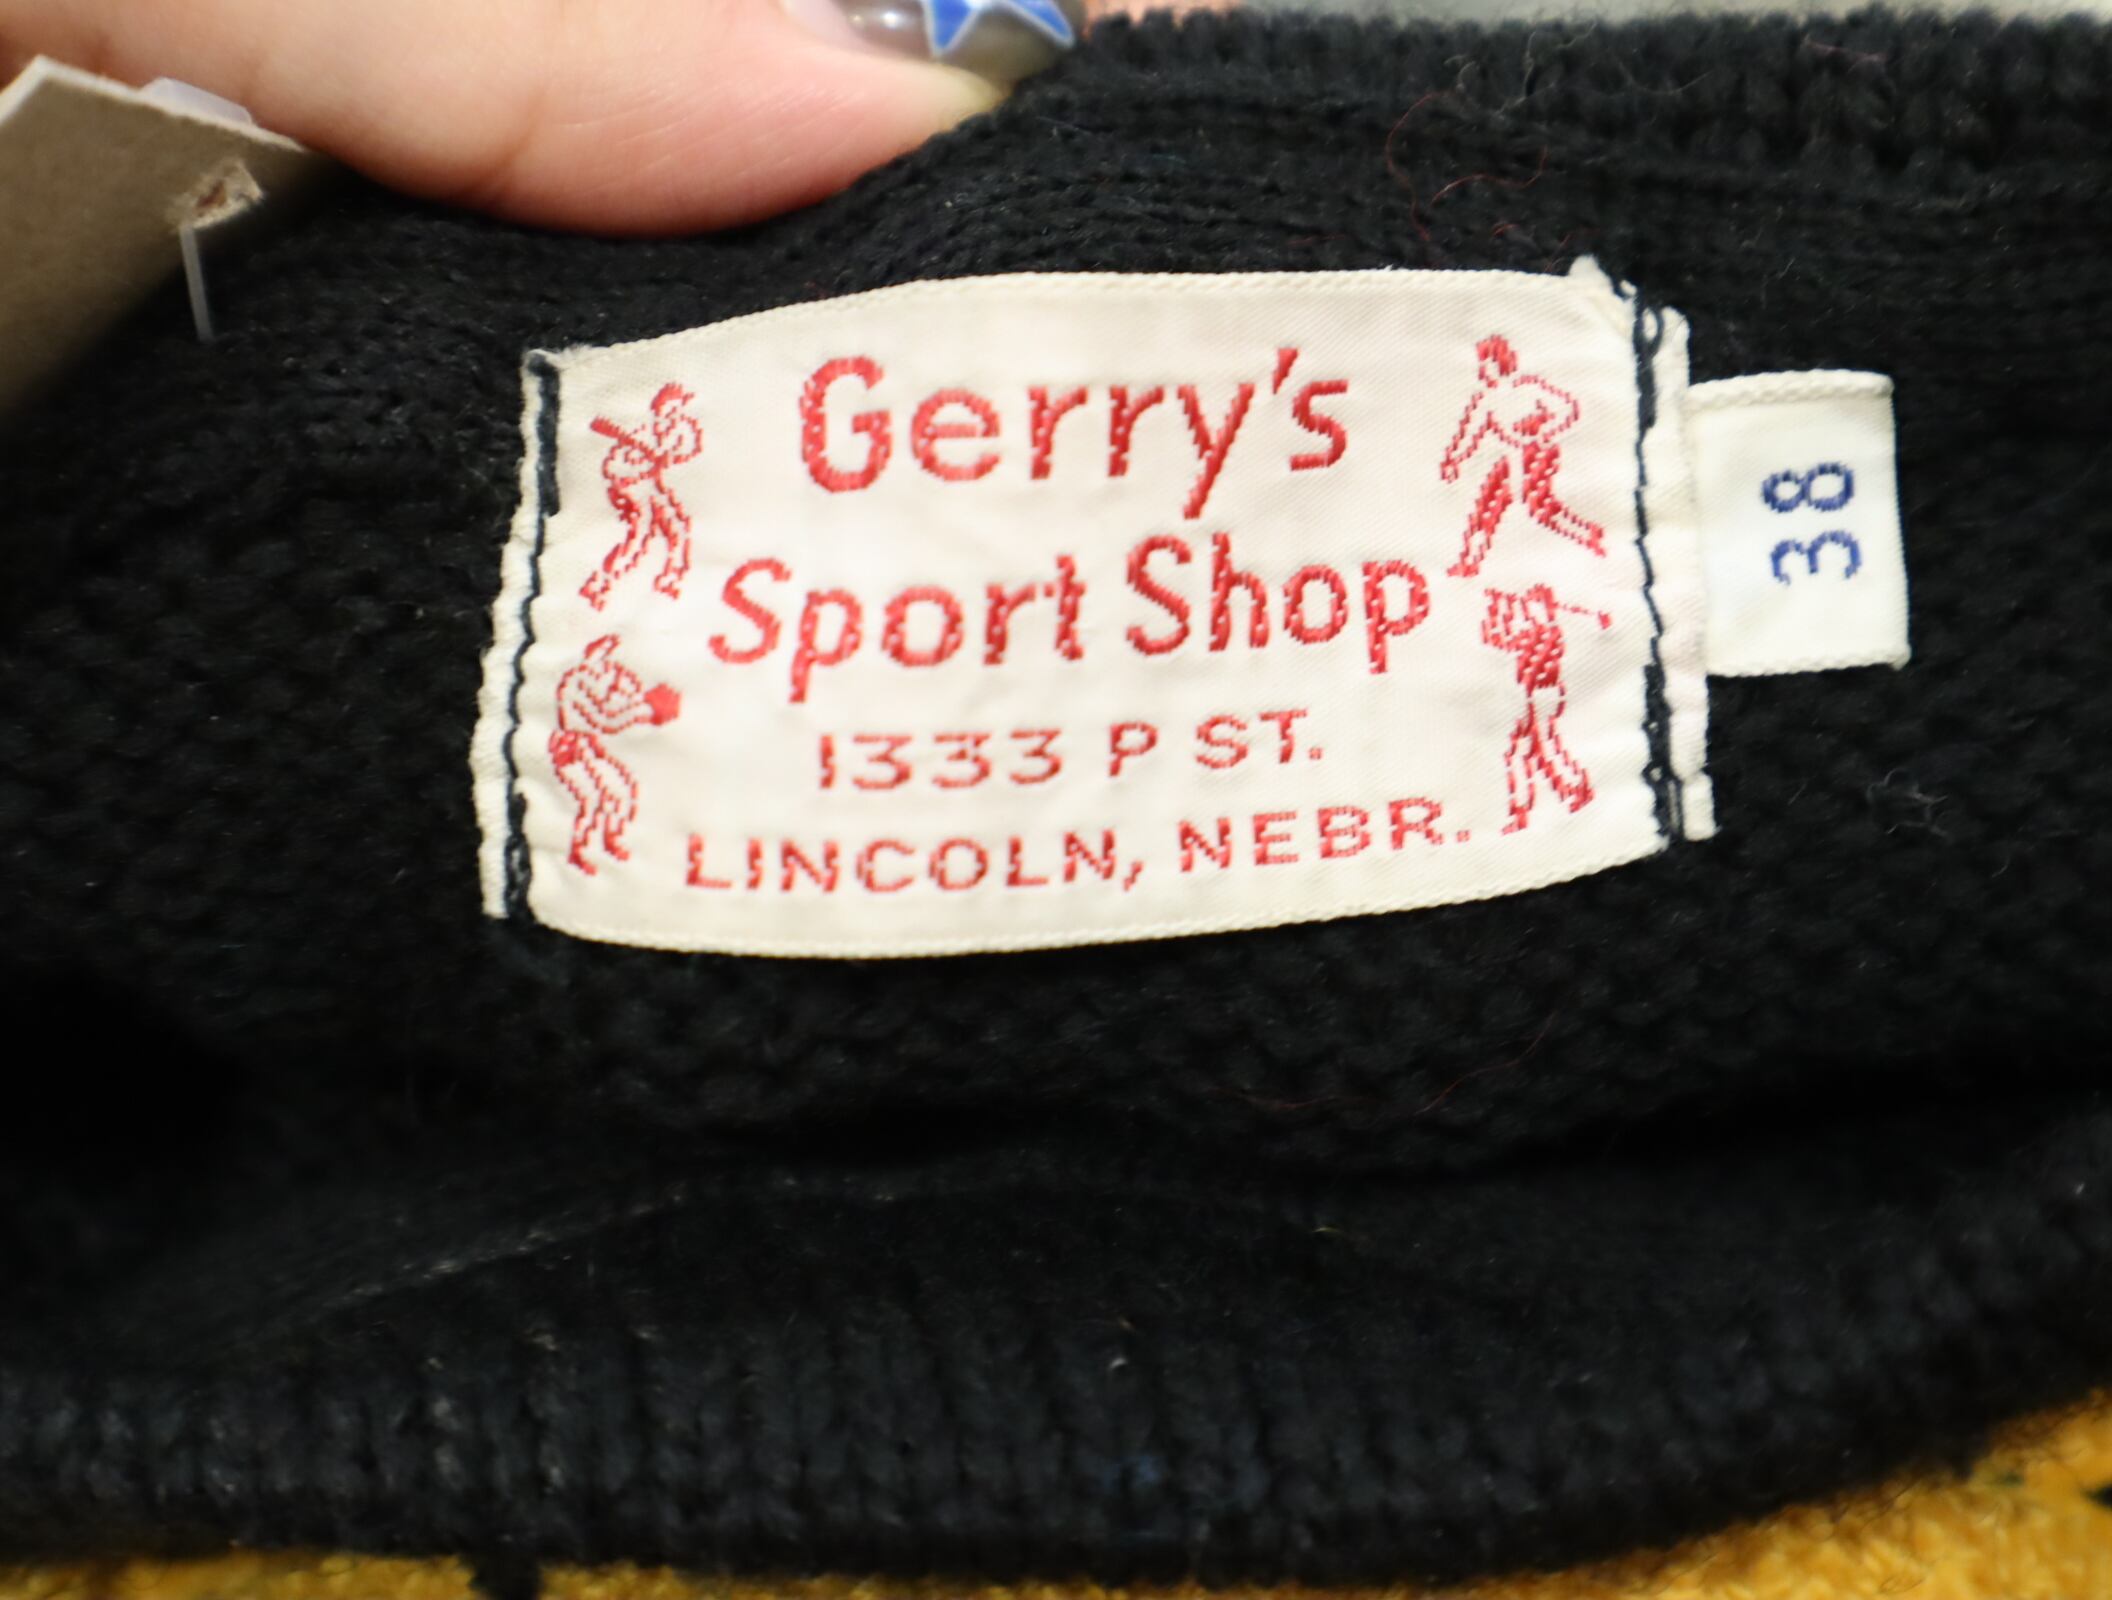 Gerry's
Sport Shop
1333 P ST.
LINCOLN, NEBR.
38